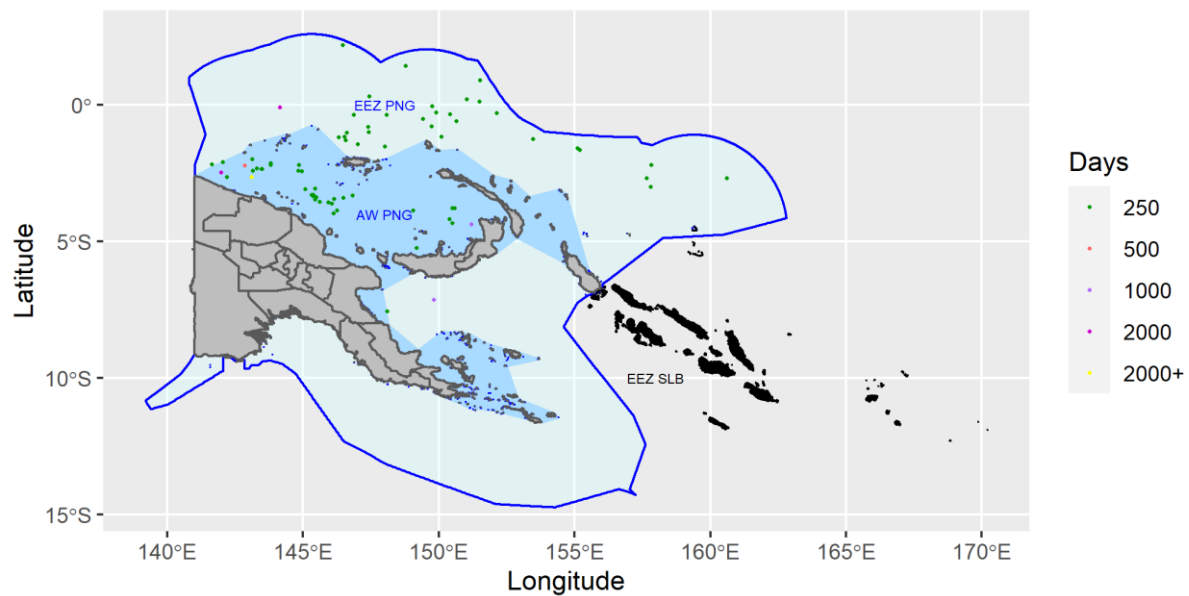 Latitude
0°
5°S
10°S
15°S
EEZ PNG
AW PNG
EEZ SLB
140°E
145°E
150°E
155°E
160°E
165°E
170°E
Longitude
Days
250
500
1000
2000
2000+